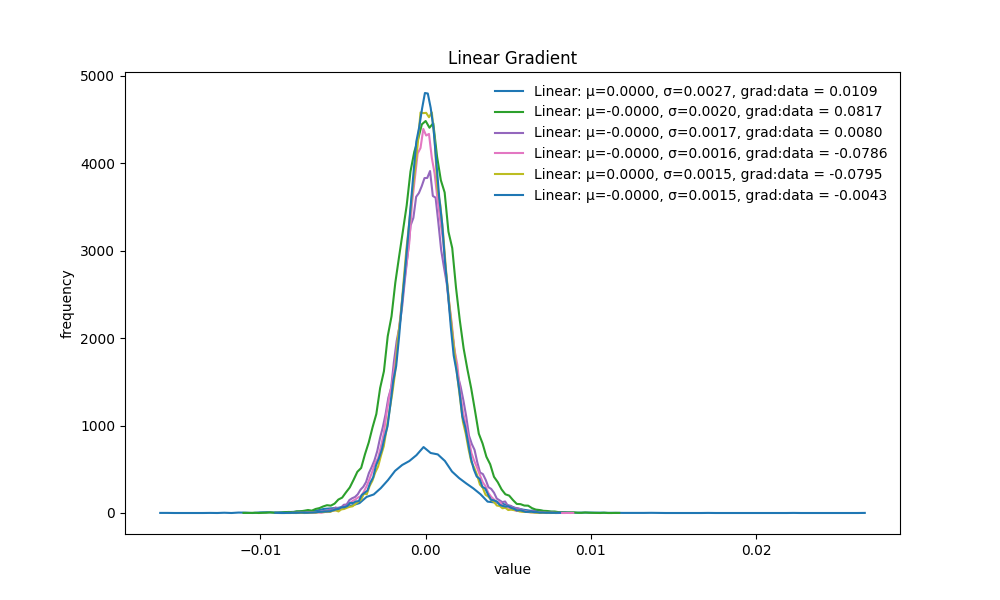 Linear Gradient
5000
4000
3000
2000
1000
0
frequency
Linear: μ=0.0000, σ=0.0027, grad:data = 0.0109
Linear: μ=-0.0000, σ=0.0020, grad:data = 0.0817
Linear: μ=-0.0000, σ=0.0017, grad:data = 0.0080
Linear: μ=-0.0000, σ=0.0016, grad:data = -0.0786
Linear: μ=0.0000, σ=0.0015, grad:data = -0.0795
Linear: μ=-0.0000, σ=0.0015, grad:data = -0.0043
−0.01 0.00 0.01 0.02
value